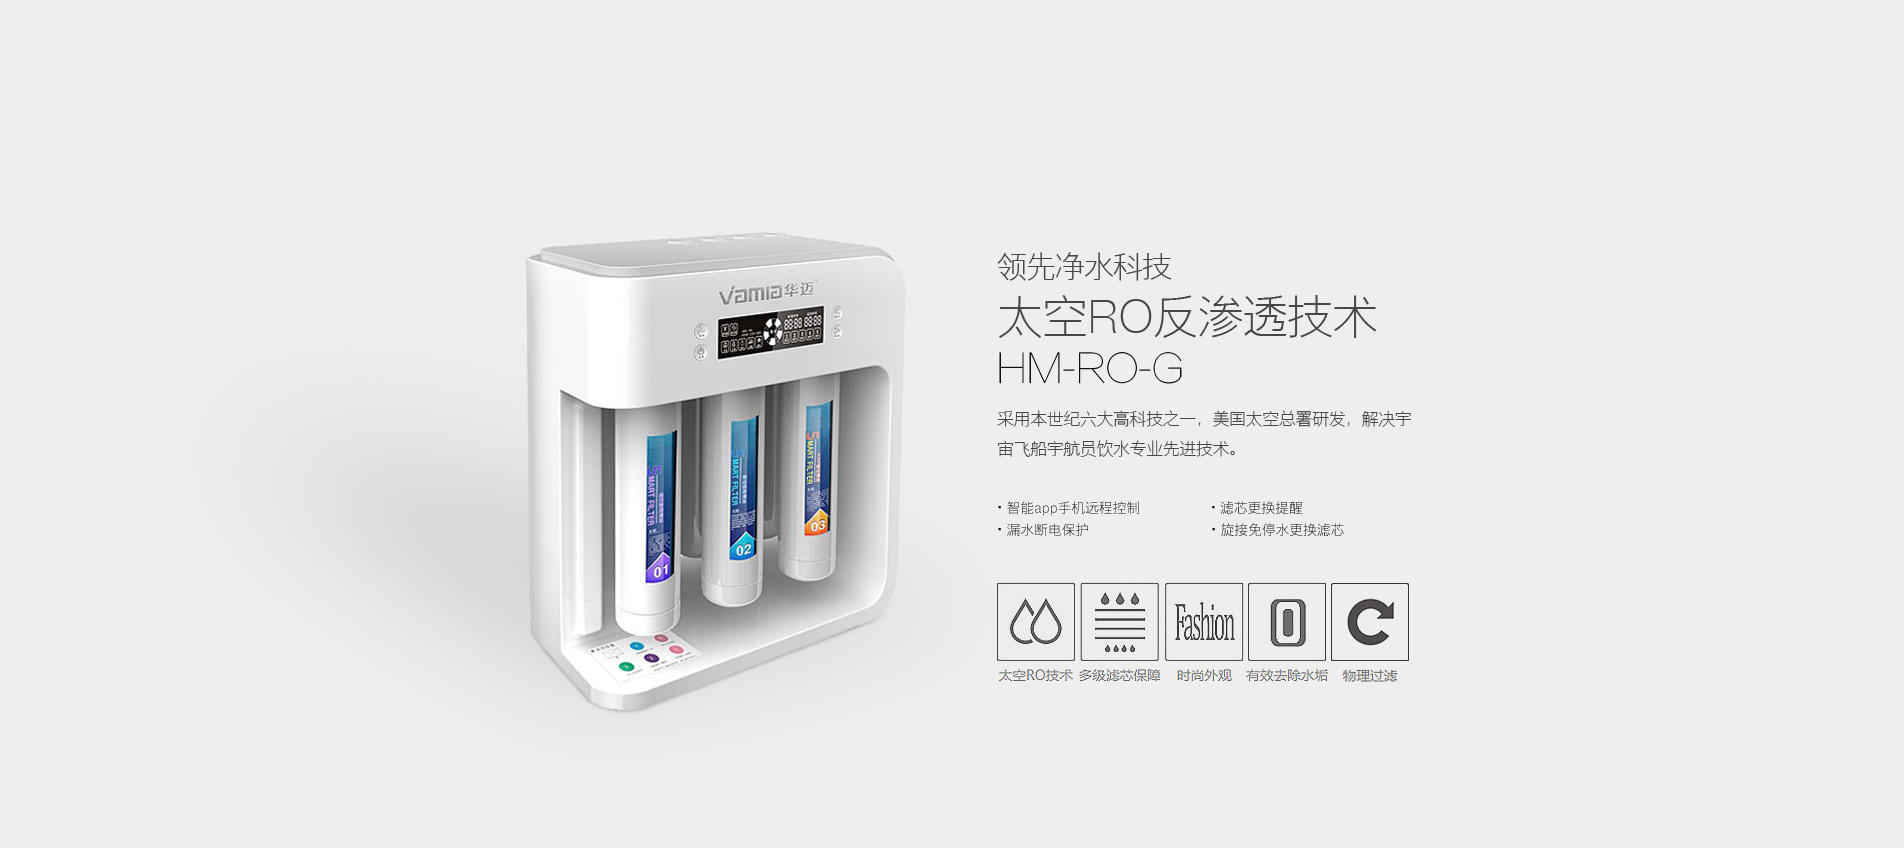 Vamia华迈
SMART FILTER
01
SMART FILTER
02
SMART FILTER
03
领先净水科技
太空RO反渗透技术
HM-RO-G
采用本世纪六大高科技之一，美国太空总署研发，解决宇
宙飞船宇航员饮水专业先进技术。
· 智能app手机远程控制
· 滤芯更换提醒
· 漏水断电保护
· 旋接免停水更换滤芯
Fashion
太空RO技术 多级滤芯保障 时尚外观 有效去除水垢 物理过滤